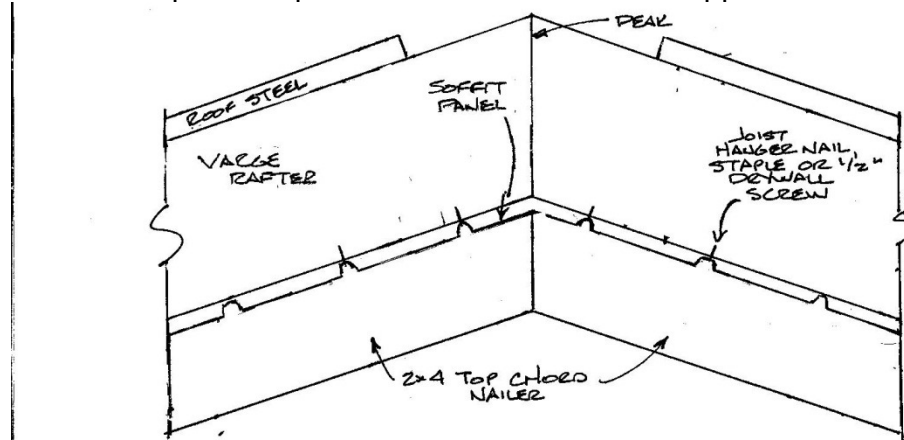 PEAK
ROOF STEEL
SOFFIT
PANEL
VARGE
RAFTER
JOIST
HANGER NAIL,
STAPLE OR 1/2"
DRYWALL
SCREW
2x4 TOP CHORD
NAILER